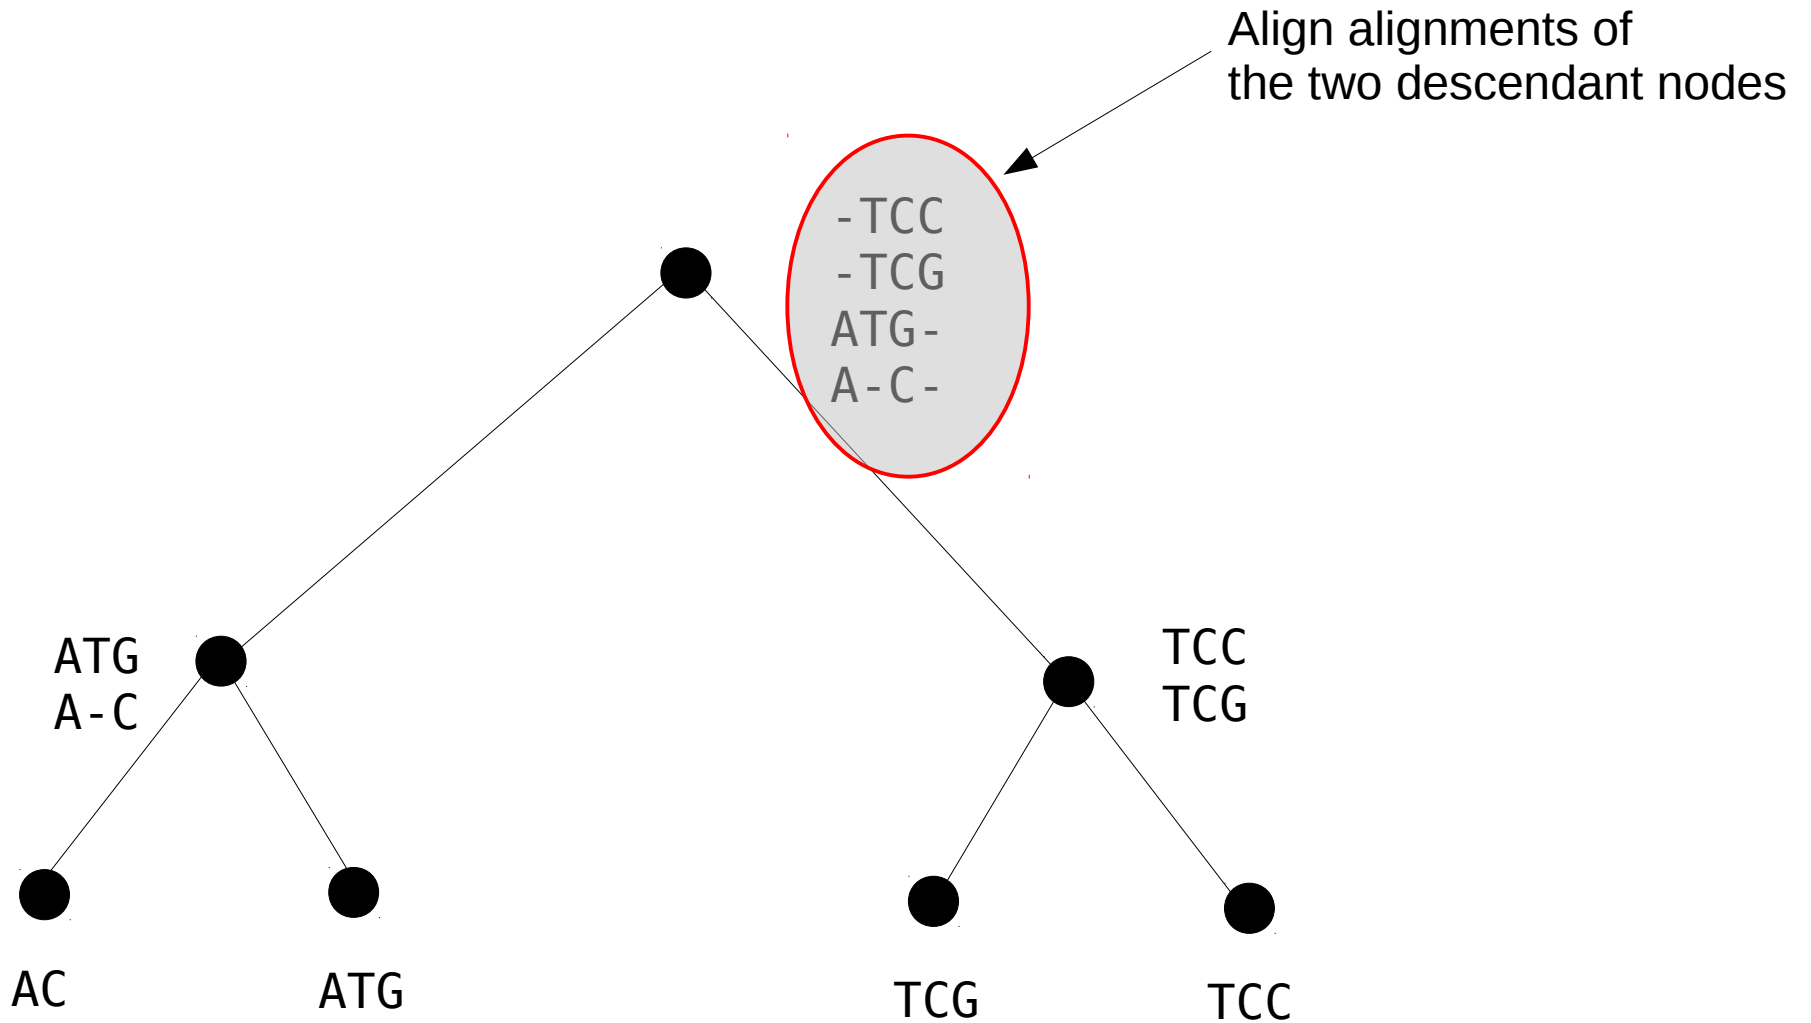 Align alignments of
the two descendant nodes
-TCC
-TCG
ATG-
A-C-
ATG
A-C
TCC
TCG
AC
ATG
TCG
TCC